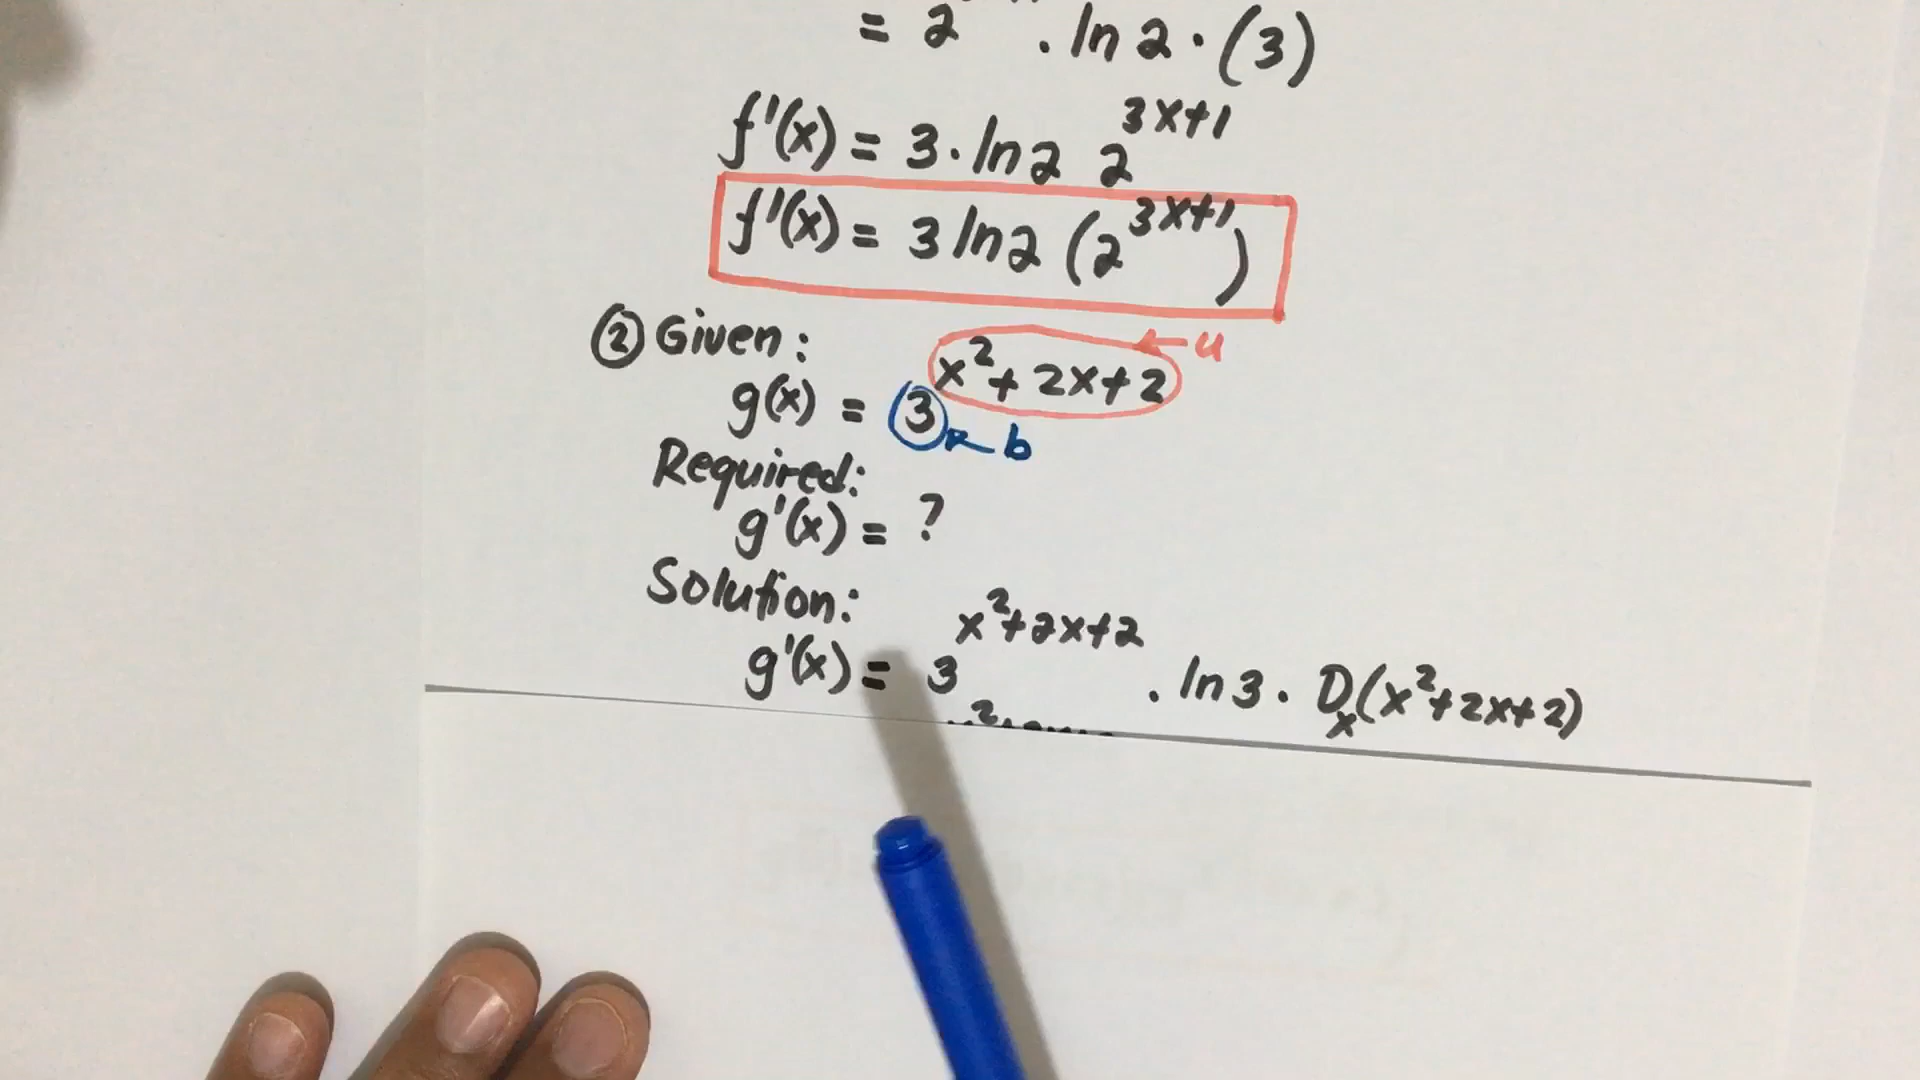 = 2 . ln 2 · (3)
f'(x) = 3 · ln 2 2^{3x+1}
f'(x) = 3 ln 2 (2^{3x+1})
② Given:
g(x) = 3^{x²+2x+2} ← u
← b
Required:
g'(x) = ?
Solution:
g'(x) = 3^{x²+2x+2} . ln 3 . Dₓ(x²+2x+2)